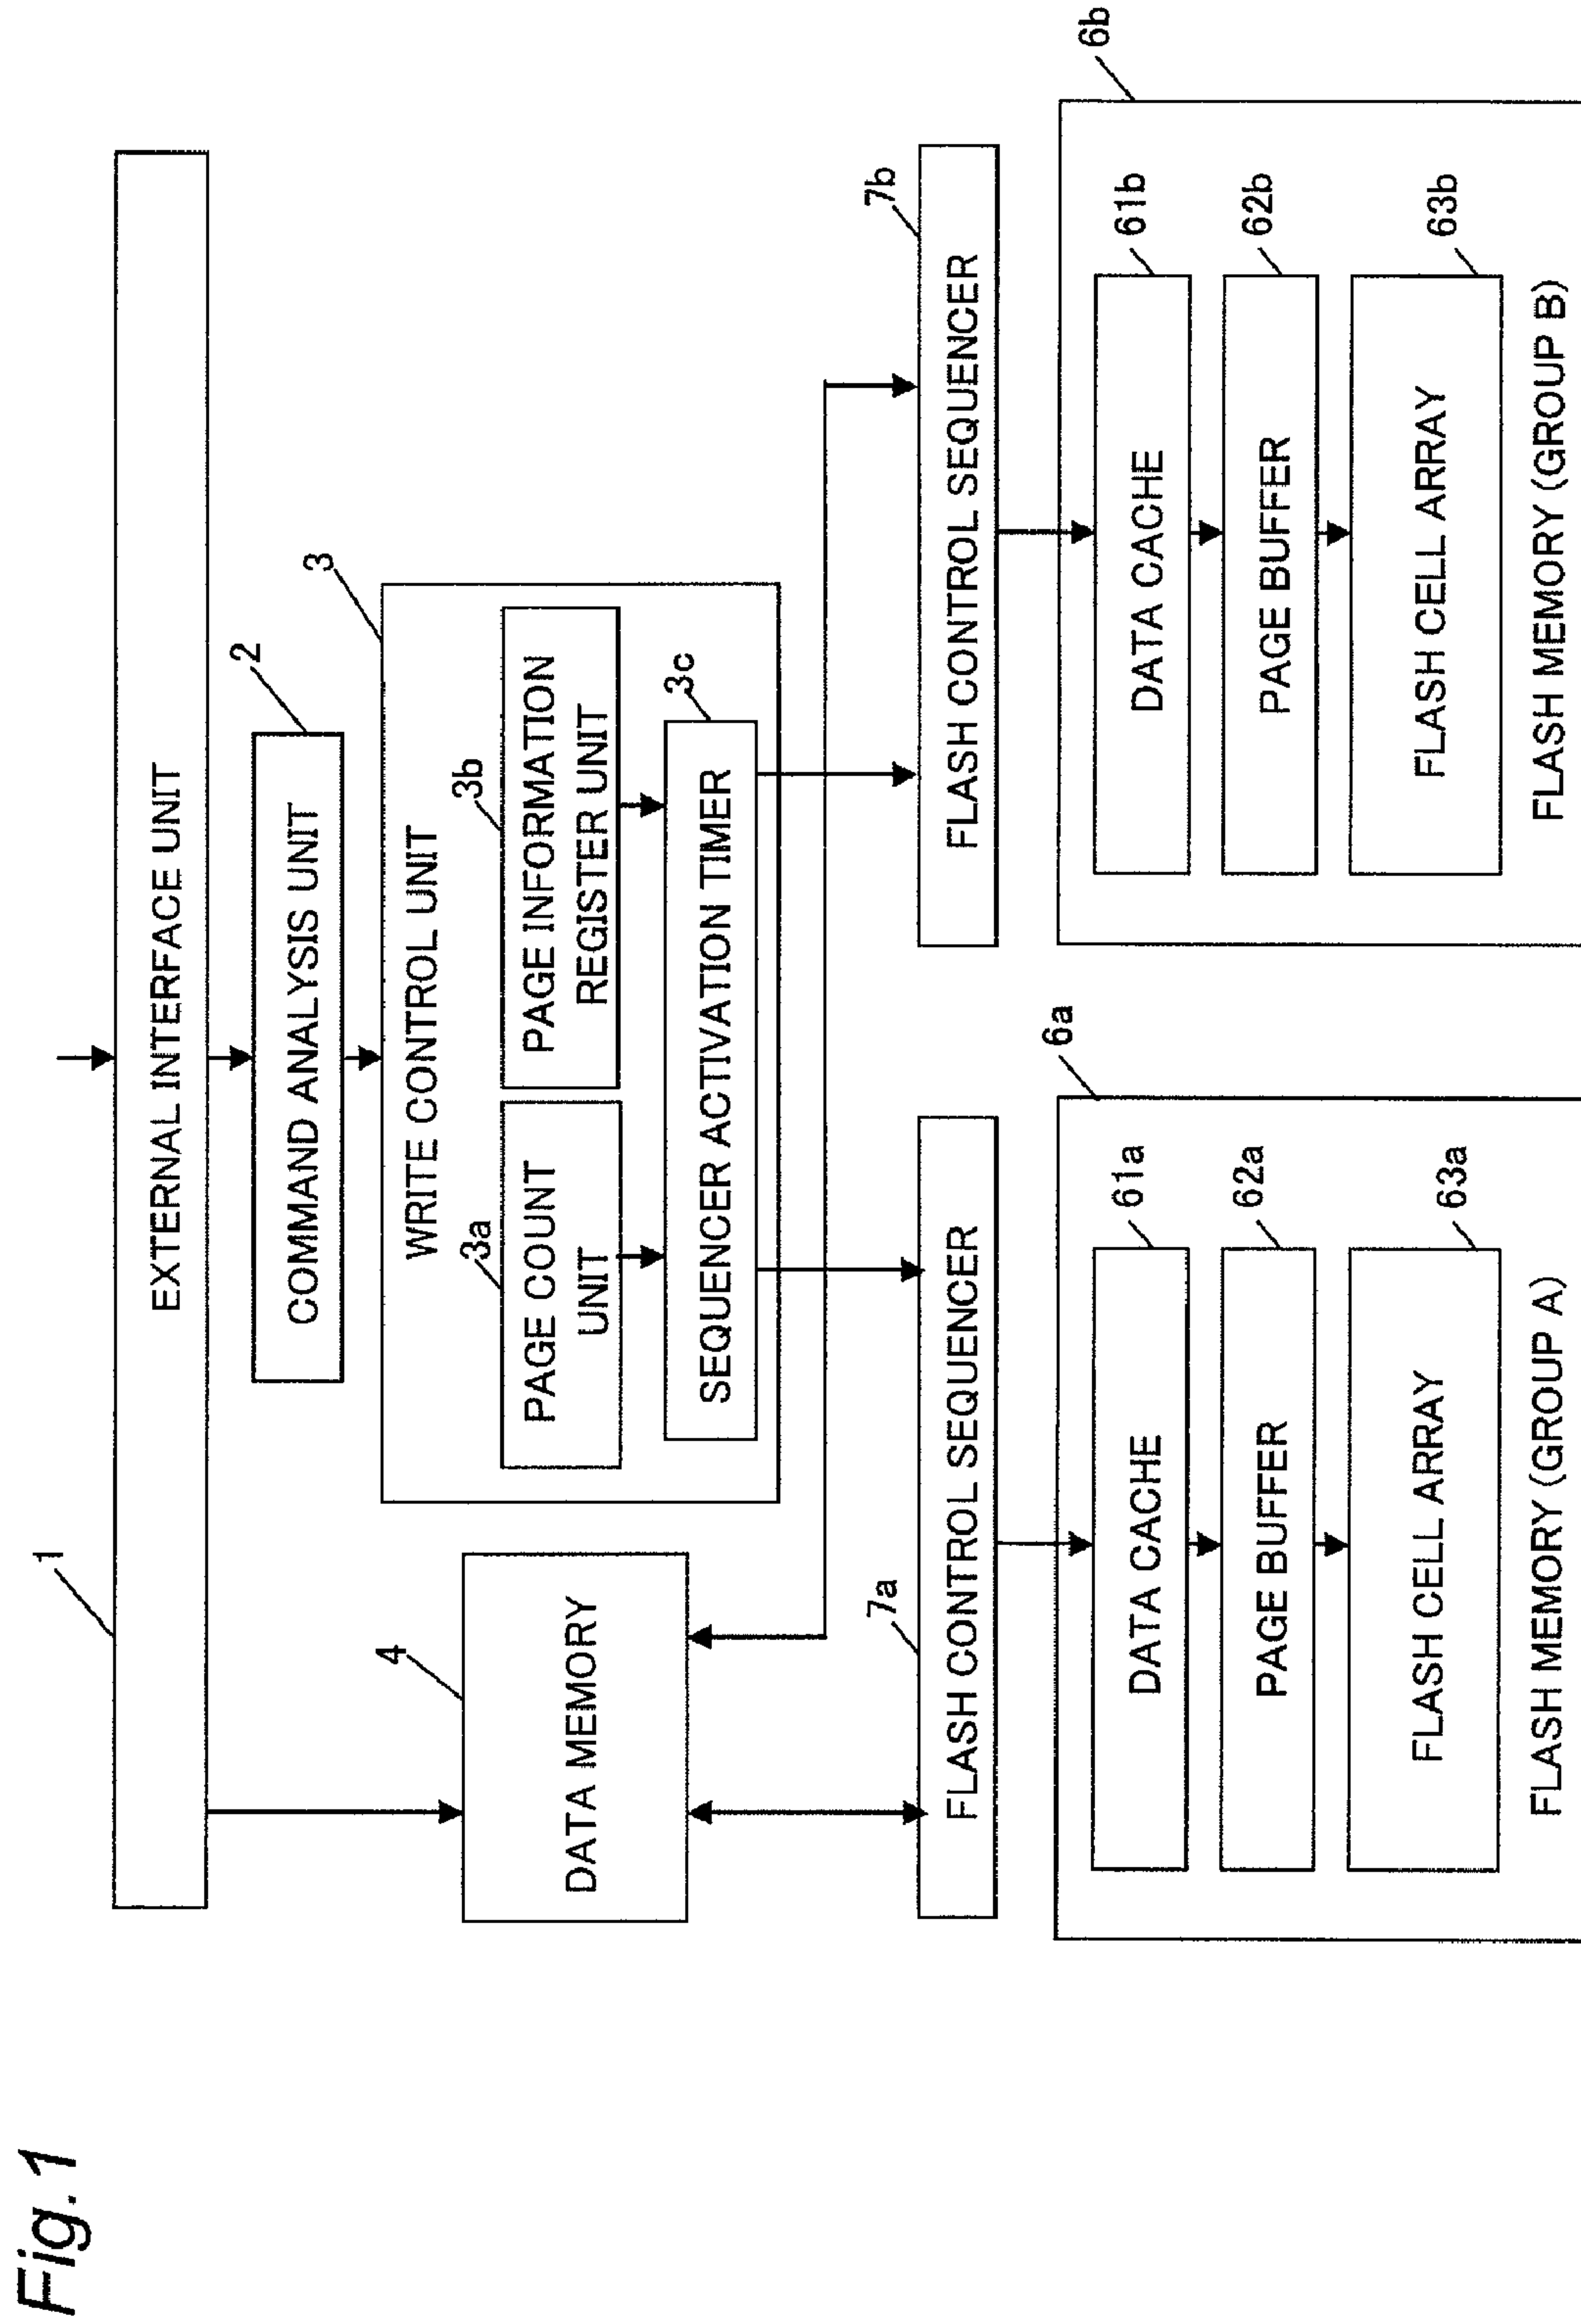 Fig.1
1
EXTERNAL INTERFACE UNIT
2
COMMAND ANALYSIS UNIT
3
WRITE CONTROL UNIT
3a
PAGE COUNT
UNIT
3b
PAGE INFORMATION
REGISTER UNIT
3c
SEQUENCER ACTIVATION TIMER
4
DATA MEMORY
7a
FLASH CONTROL SEQUENCER
7b
FLASH CONTROL SEQUENCER
6a
DATA CACHE
61a
PAGE BUFFER
62a
FLASH CELL ARRAY
63a
FLASH MEMORY (GROUP A)
6b
DATA CACHE
61b
PAGE BUFFER
62b
FLASH CELL ARRAY
63b
FLASH MEMORY (GROUP B)